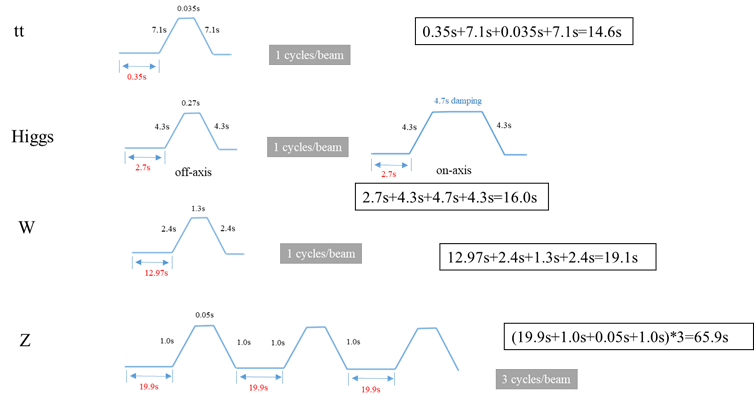 tt
0.035s
7.1s 7.1s
0.35s
1 cycles/beam
0.35s+7.1s+0.035s+7.1s=14.6s
Higgs
0.27s
4.3s 4.3s
2.7s
off-axis
1 cycles/beam
4.7s damping
4.3s 4.3s
2.7s
on-axis
2.7s+4.3s+4.7s+4.3s=16.0s
W
1.3s
2.4s 2.4s
12.97s
1 cycles/beam
12.97s+2.4s+1.3s+2.4s=19.1s
Z
0.05s
1.0s 1.0s 1.0s 1.0s
19.9s 19.9s 19.9s
(19.9s+1.0s+0.05s+1.0s)*3=65.9s
3 cycles/beam